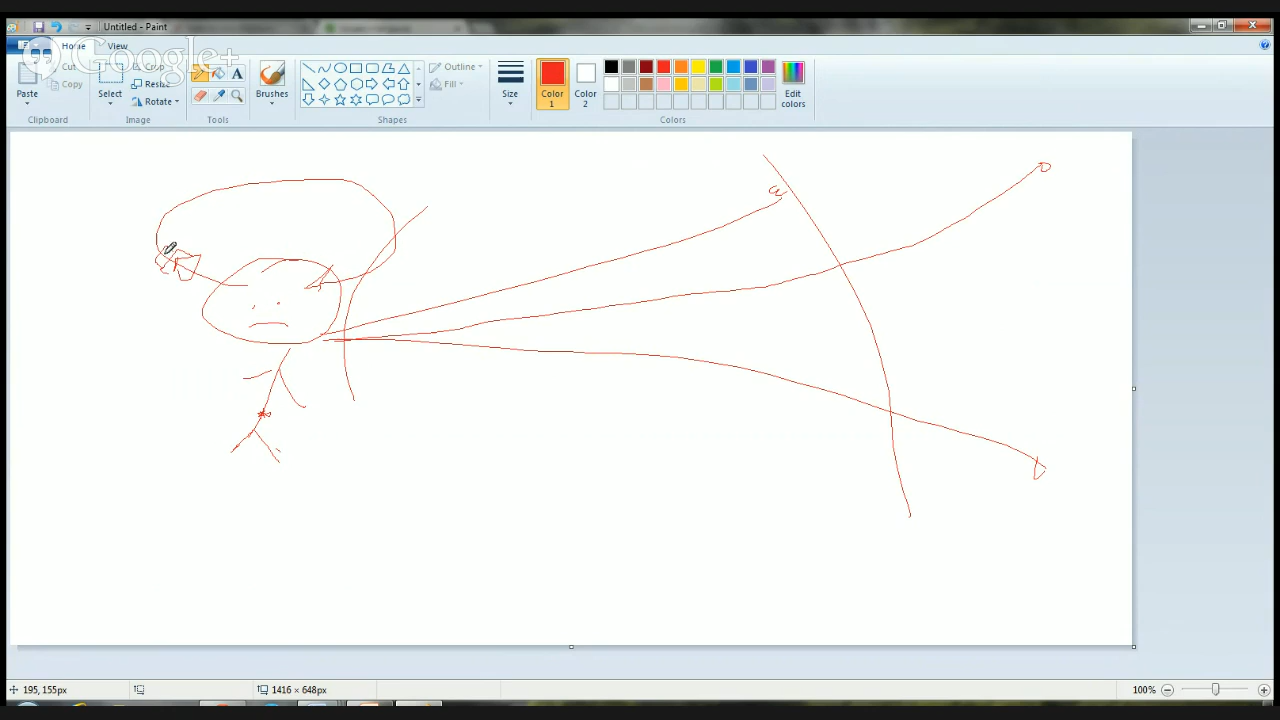 Untitled - Paint
Home View
Google+
Paste
Cut
Copy
Clipboard
Select
Crop
Resize
Rotate
Image
A
Tools
Brushes
Outline
Fill
Shapes
Size
Color 1
Color 2
Edit colors
Colors
a
195, 155px
1416 × 648px
100%